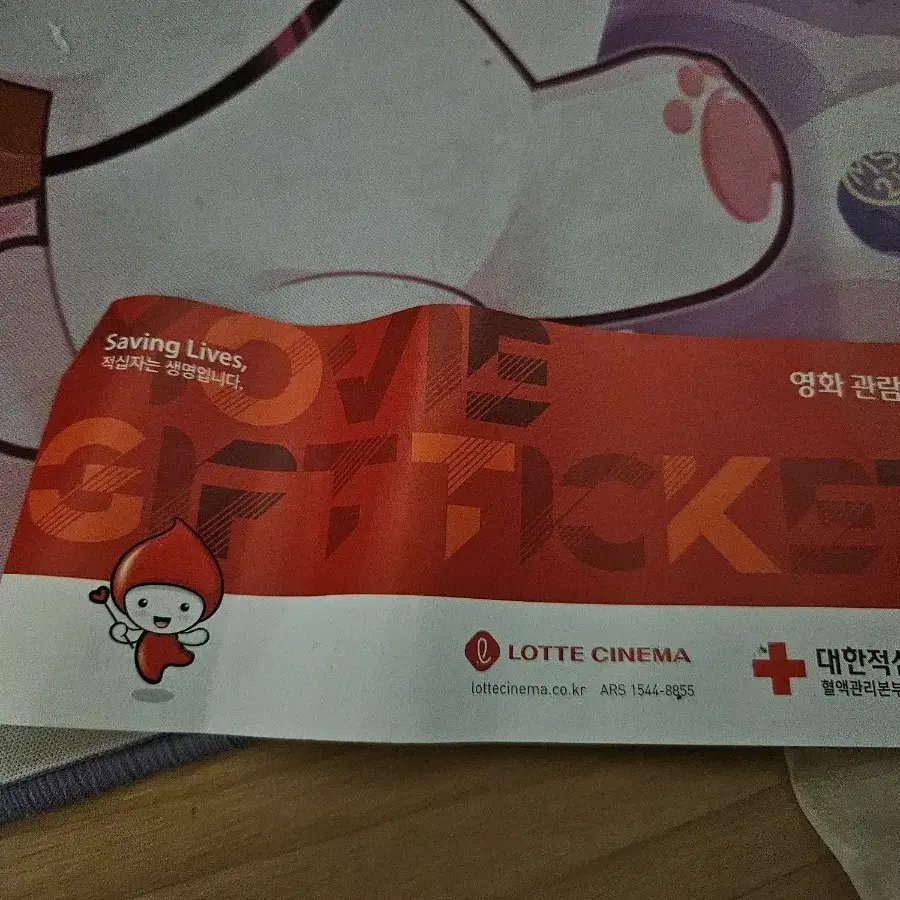 Saving Lives,
적십자는 생명입니다.
영화 관람
MOVIE
GIFT TICKET
LOTTE CINEMA
lottecinema.co.kr ARS 1544-8855
대한적십
혈액관리본부